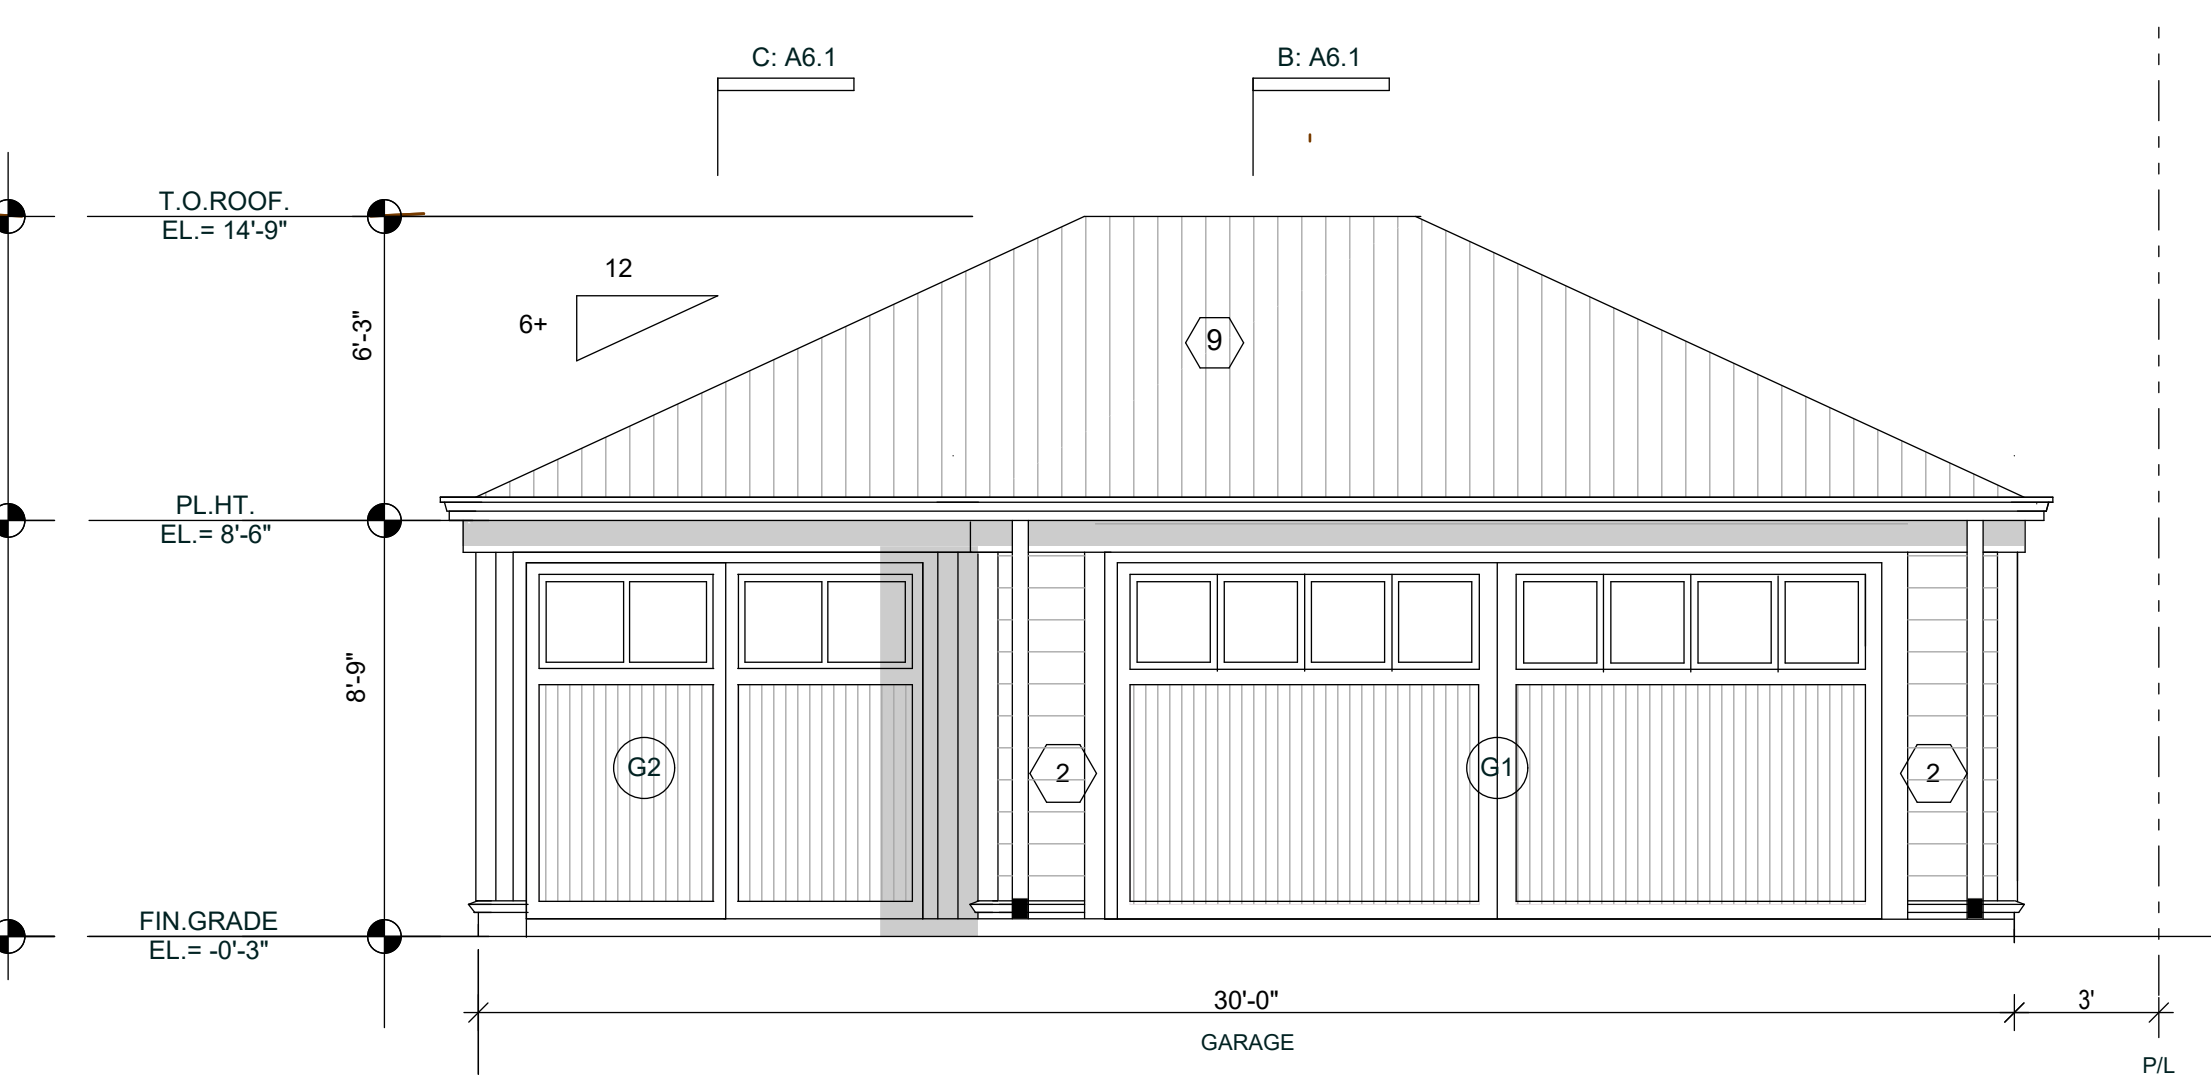 C: A6.1
B: A6.1
T.O.ROOF.
EL.= 14'-9"
12
6+
6'-3"
9
PL.HT.
EL.= 8'-6"
8'-9"
G2
2
G1
2
FIN.GRADE
EL.= -0'-3"
30'-0"
3'
GARAGE
P/L